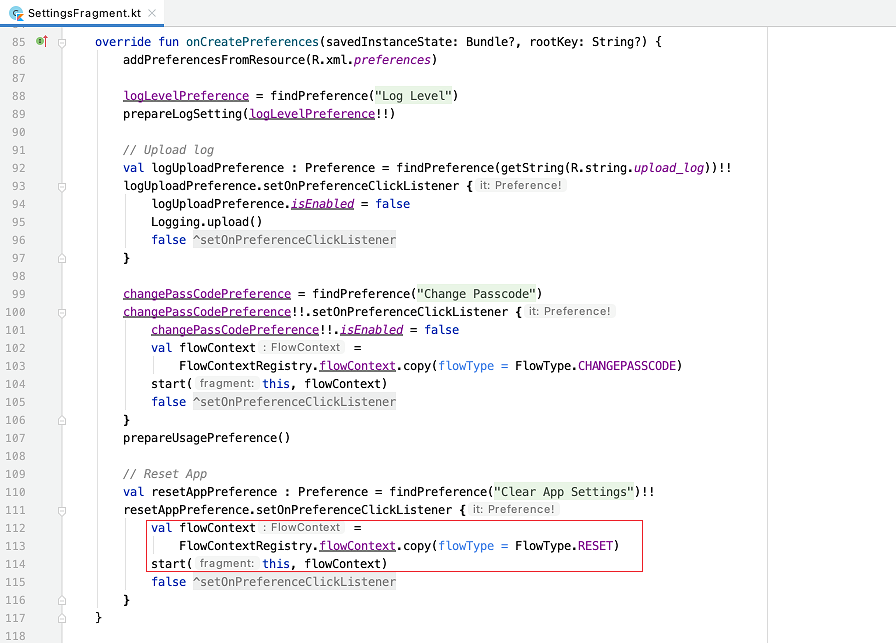 SettingsFragment.kt
85 override fun onCreatePreferences(savedInstanceState: Bundle?, rootKey: String?) {
86 addPreferencesFromResource(R.xml.preferences)
87
88 logLevelPreference = findPreference("Log Level")
89 prepareLogSetting(logLevelPreference!!)
90
91 // Upload log
92 val logUploadPreference : Preference = findPreference(getString(R.string.upload_log))!!
93 logUploadPreference.setOnPreferenceClickListener { it: Preference!
94 logUploadPreference.isEnabled = false
95 Logging.upload()
96 false ^setOnPreferenceClickListener
97 }
98
99 changePassCodePreference = findPreference("Change Passcode")
100 changePassCodePreference!!.setOnPreferenceClickListener { it: Preference!
101 changePassCodePreference!!.isEnabled = false
102 val flowContext : FlowContext =
103 FlowContextRegistry.flowContext.copy(flowType = FlowType.CHANGEPASSCODE)
104 start( fragment: this, flowContext)
105 false ^setOnPreferenceClickListener
106 }
107 prepareUsagePreference()
108
109 // Reset App
110 val resetAppPreference : Preference = findPreference("Clear App Settings")!!
111 resetAppPreference.setOnPreferenceClickListener { it: Preference!
112 val flowContext : FlowContext =
113 FlowContextRegistry.flowContext.copy(flowType = FlowType.RESET)
114 start( fragment: this, flowContext)
115 false ^setOnPreferenceClickListener
116 }
117 }
118